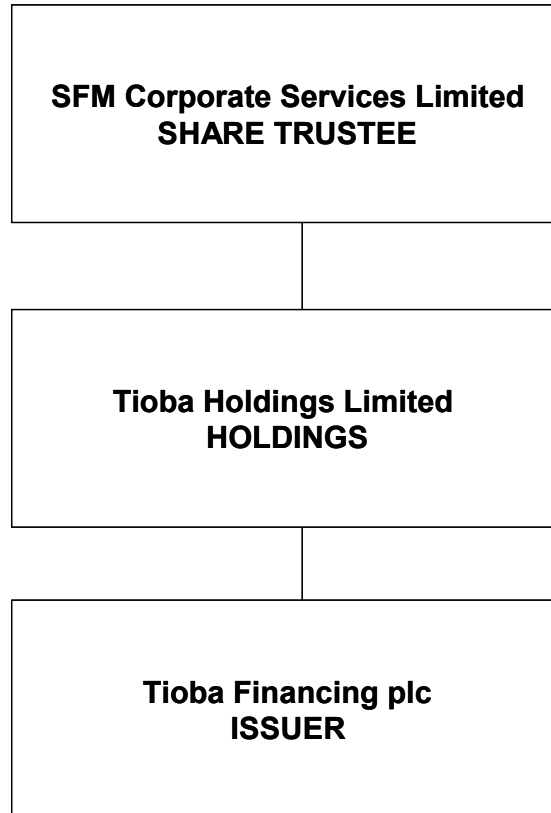 SFM Corporate Services Limited
SHARE TRUSTEE
Tioba Holdings Limited
HOLDINGS
Tioba Financing plc
ISSUER